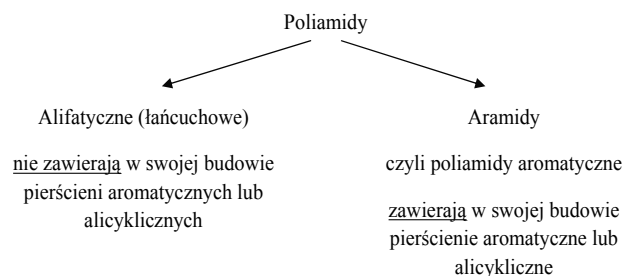 Poliamidy
Alifatyczne (łańcuchowe)
nie zawierają w swojej budowie
pierścieni aromatycznych lub
alicyklicznych
Aramidy
czyli poliamidy aromatyczne
zawierają w swojej budowie
pierścienie aromatyczne lub
alicykliczne